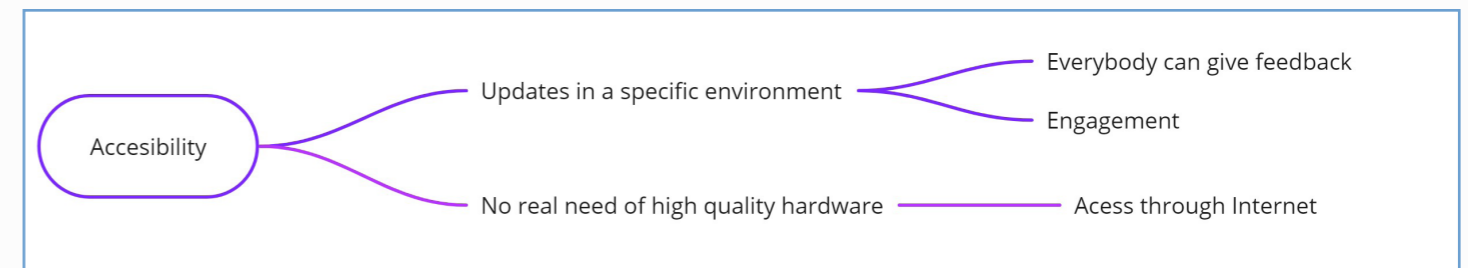 Accesibility
Updates in a specific environment
Everybody can give feedback
Engagement
No real need of high quality hardware
Acess through Internet